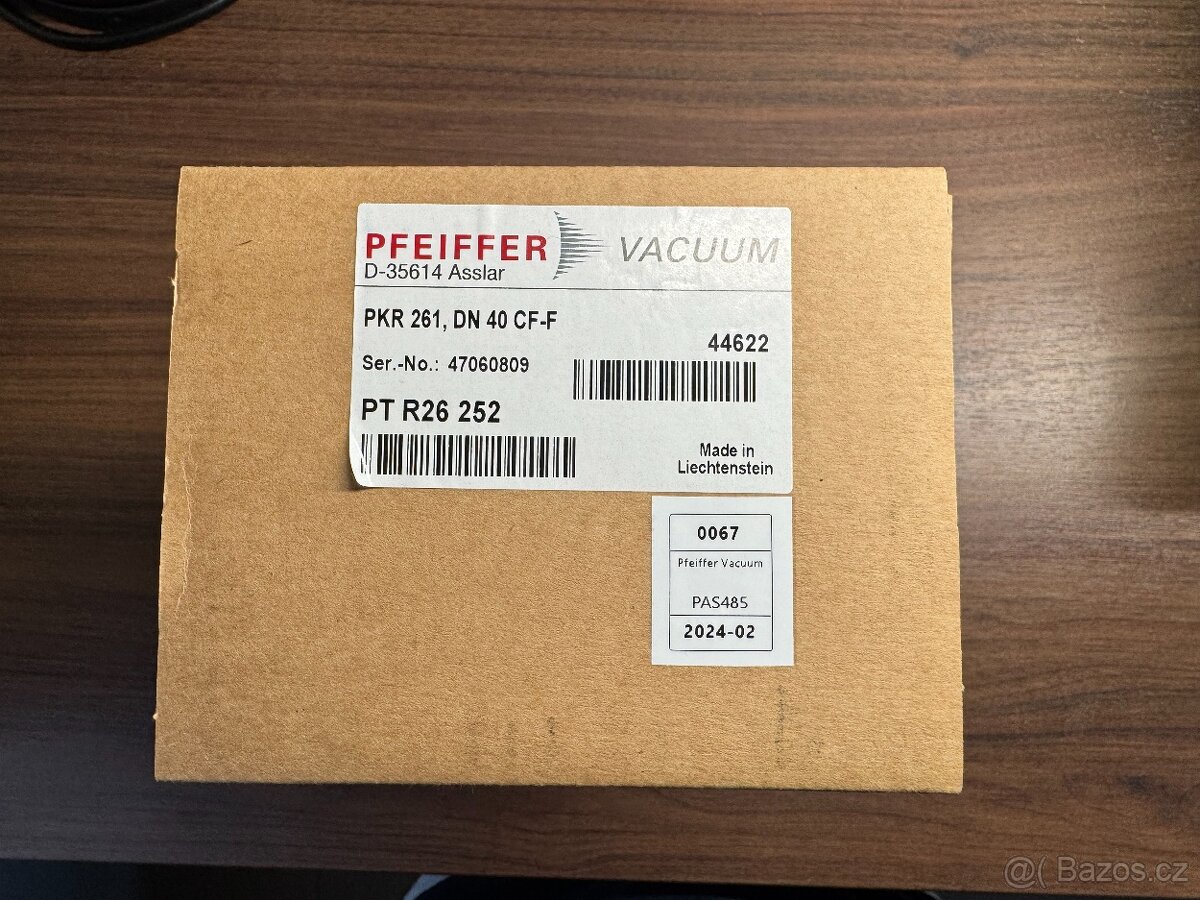 PFEIFFER VACUUM
D-35614 Asslar
PKR 261, DN 40 CF-F
44622
Ser.-No.: 47060809
PT R26 252
Made in
Liechtenstein
0067
Pfeiffer Vacuum
PAS485
2024-02
@( Bazos.cz